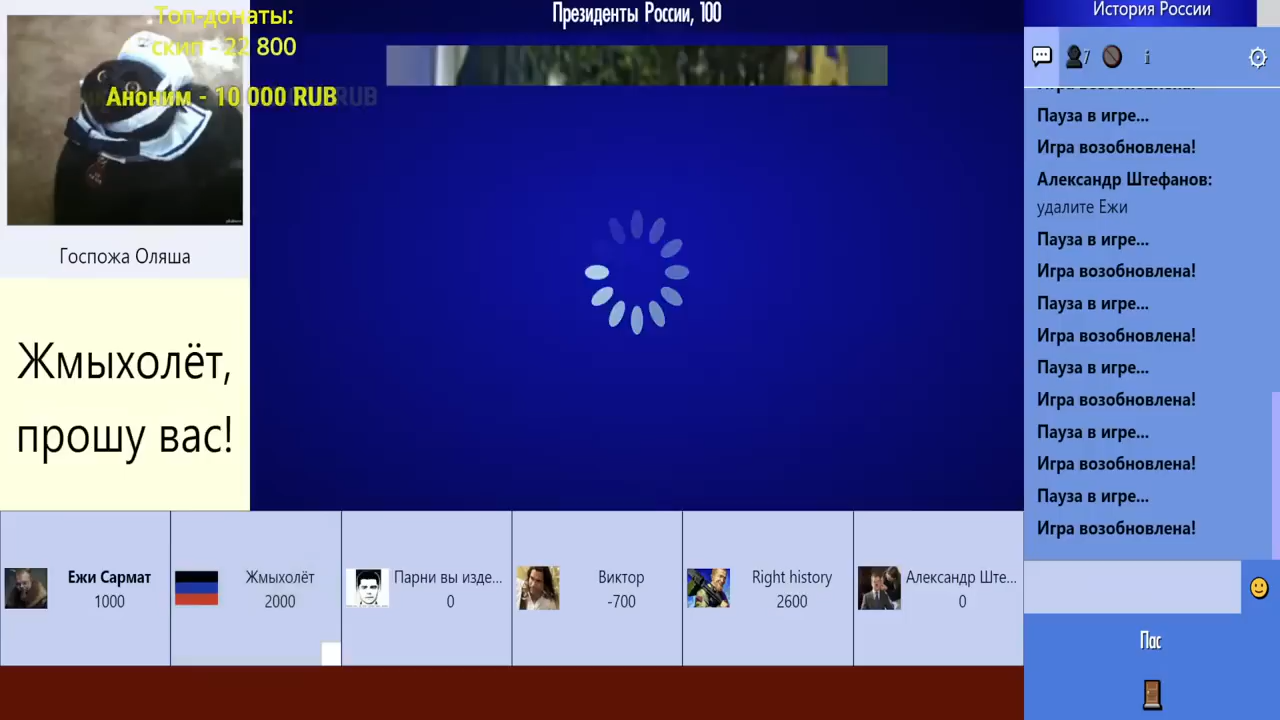 Топ-донаты:
скип - 22 800
Аноним - 10 000 RUB
Президенты России, 100
История России
7
i
Госпожа Оляша
Жмыхолёт,
прошу вас!
Игра возобновлена!
Пауза в игре...
Игра возобновлена!
Александр Штефанов:
удалите Ежи
Пауза в игре...
Игра возобновлена!
Пауза в игре...
Игра возобновлена!
Пауза в игре...
Игра возобновлена!
Пауза в игре...
Игра возобновлена!
Пауза в игре...
Игра возобновлена!
Ежи Сармат
1000
Жмыхолёт
2000
Парни вы изде...
0
Виктор
-700
Right history
2600
Александр Ште...
0
Пас